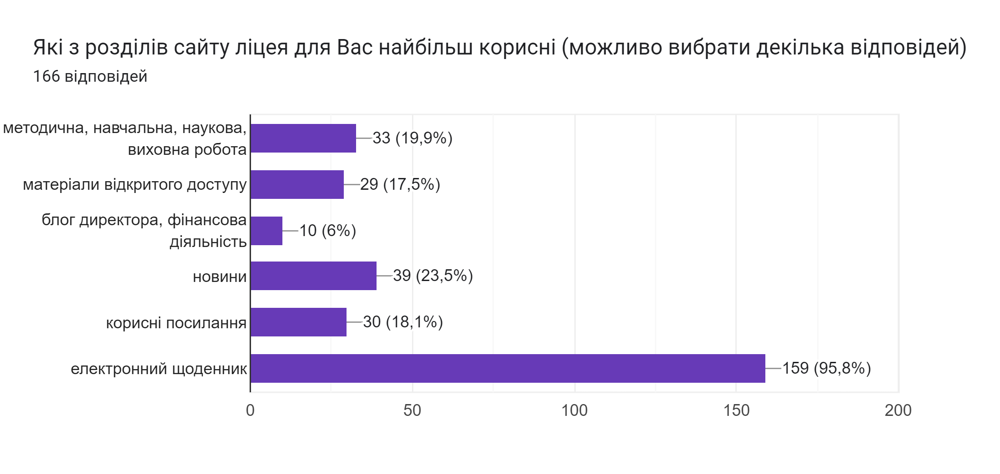 Які з розділів сайту ліцея для Вас найбільш корисні (можливо вибрати декілька відповідей)
166 відповідей
методична, навчальна, наукова,
виховна робота
33 (19,9%)
матеріали відкритого доступу
29 (17,5%)
блог директора, фінансова
діяльність
10 (6%)
новини
39 (23,5%)
корисні посилання
30 (18,1%)
електронний щоденник
159 (95,8%)
0 50 100 150 200